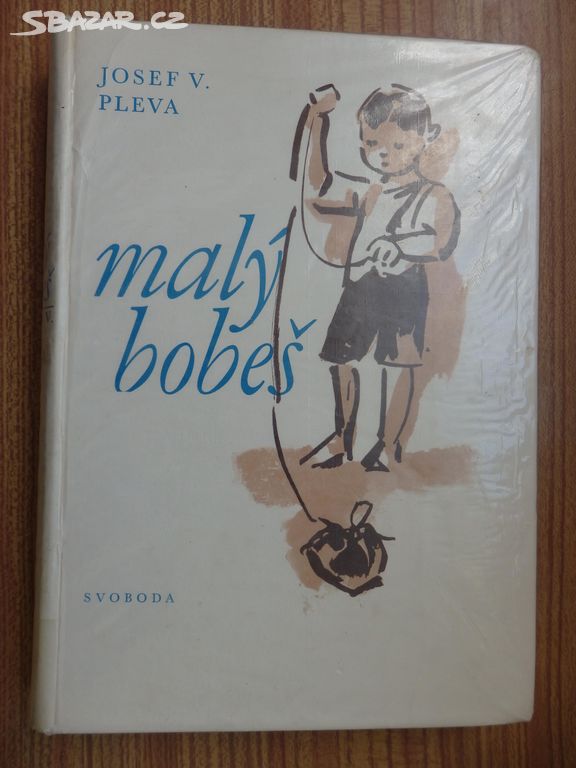 SBAZAR.CZ
JOSEF V.
PLEVA
malý
bobeš
SVOBODA